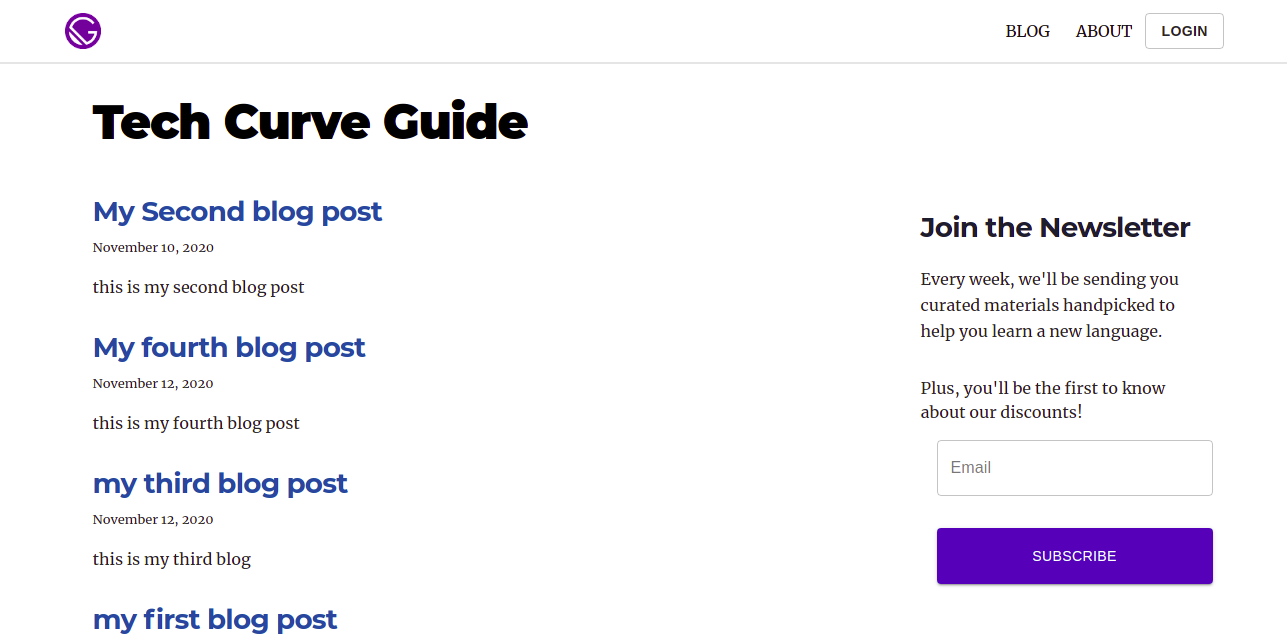 BLOG ABOUT LOGIN
Tech Curve Guide
My Second blog post
November 10, 2020
this is my second blog post
My fourth blog post
November 12, 2020
this is my fourth blog post
my third blog post
November 12, 2020
this is my third blog
my first blog post
Join the Newsletter
Every week, we'll be sending you
curated materials handpicked to
help you learn a new language.
Plus, you'll be the first to know
about our discounts!
Email
SUBSCRIBE